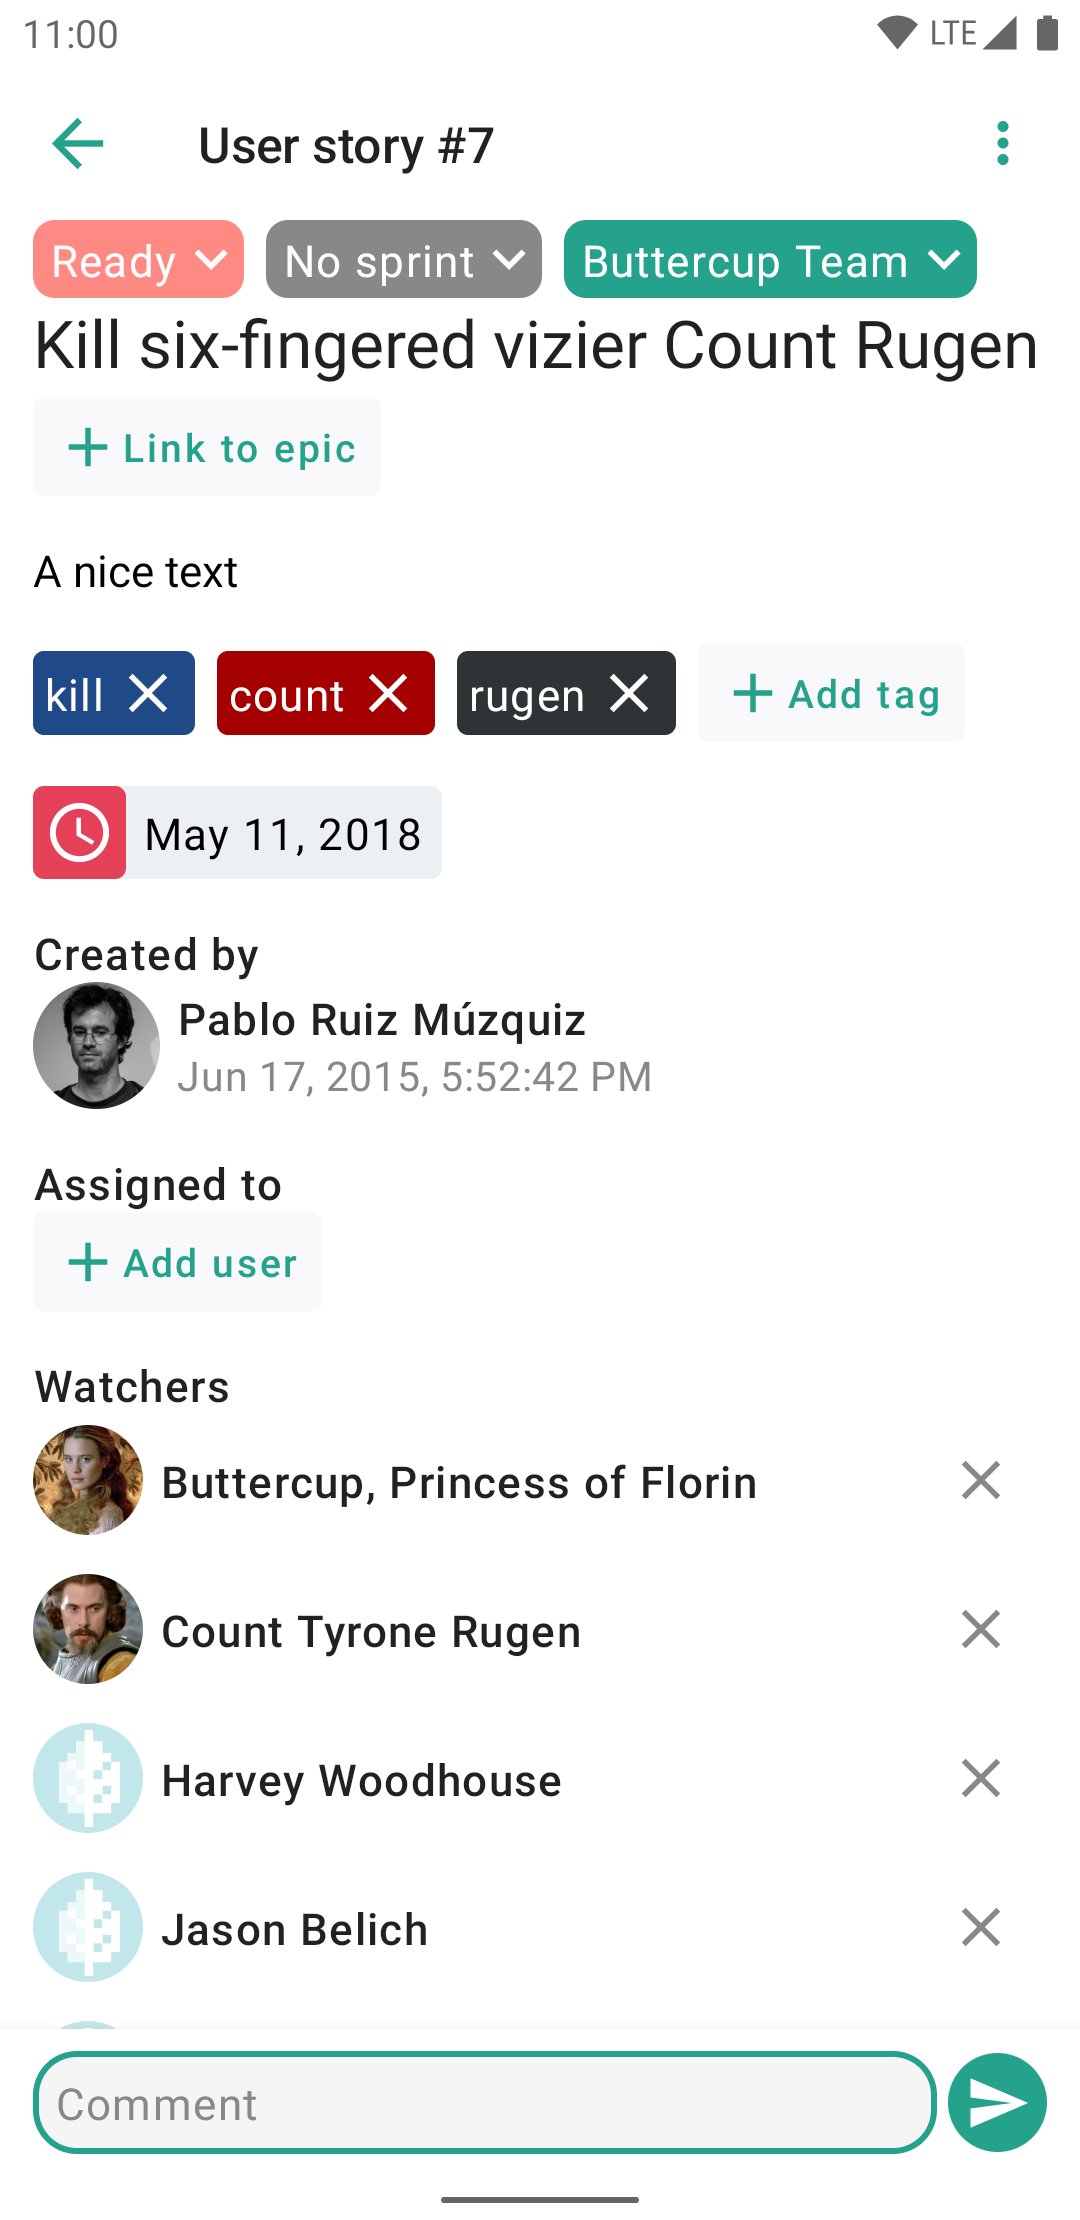 11:00 LTE
User story #7
Ready No sprint Buttercup Team
Kill six-fingered vizier Count Rugen
Link to epic
A nice text
kill count rugen Add tag
May 11, 2018
Created by
Pablo Ruiz Múzquiz
Jun 17, 2015, 5:52:42 PM
Assigned to
Add user
Watchers
Buttercup, Princess of Florin
Count Tyrone Rugen
Harvey Woodhouse
Jason Belich
Comment